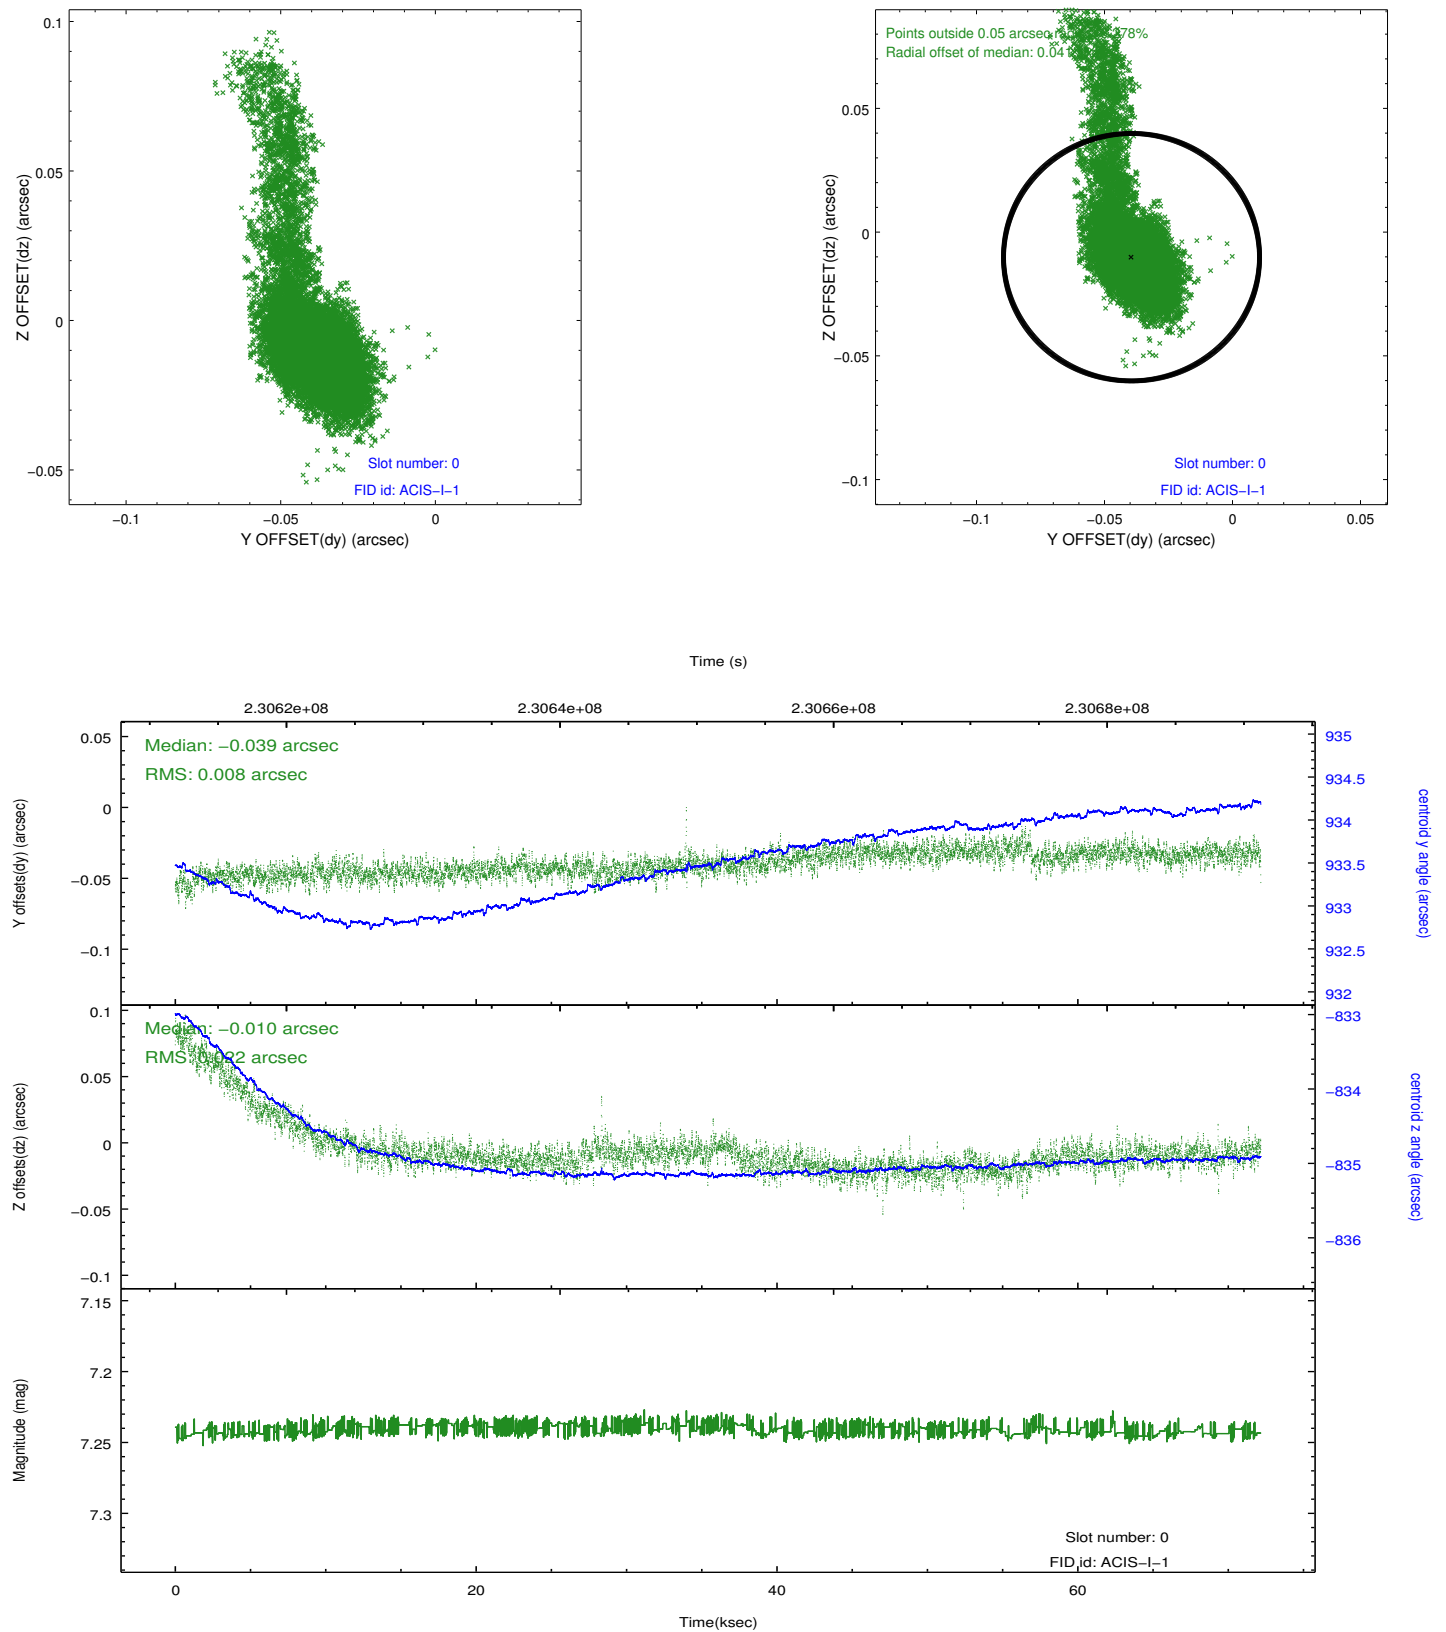 0.1
0.05
0
−0.05
Z OFFSET(dz) (arcsec)
−0.1
−0.05
0
Y OFFSET(dy) (arcsec)
Slot number: 0
FID id: ACIS−I−1
Points outside 0.05 arcsec
Radial offset of median:
0.05
0
−0.05
−0.1
Z OFFSET(dz) (arcsec)
−0.1
−0.05
0
0.05
Y OFFSET(dy) (arcsec)
Slot number: 0
FID id: ACIS−I−1
Time (s)
2.3062e+08
2.3064e+08
2.3066e+08
2.3068e+08
Median: −0.039 arcsec
RMS: 0.008 arcsec
0.05
0
−0.05
−0.1
Y offsets(dy) (arcsec)
935
934.5
934
933.5
933
932.5
932
centroid y angle (arcsec)
Median: −0.010 arcsec
RMS: 0.022 arcsec
0.1
0.05
0
−0.05
−0.1
Z offsets(dz) (arcsec)
−833
−834
−835
−836
centroid z angle (arcsec)
7.15
7.2
7.25
7.3
Magnitude (mag)
Slot number: 0
FID id: ACIS−I−1
0
20
40
60
Time(ksec)